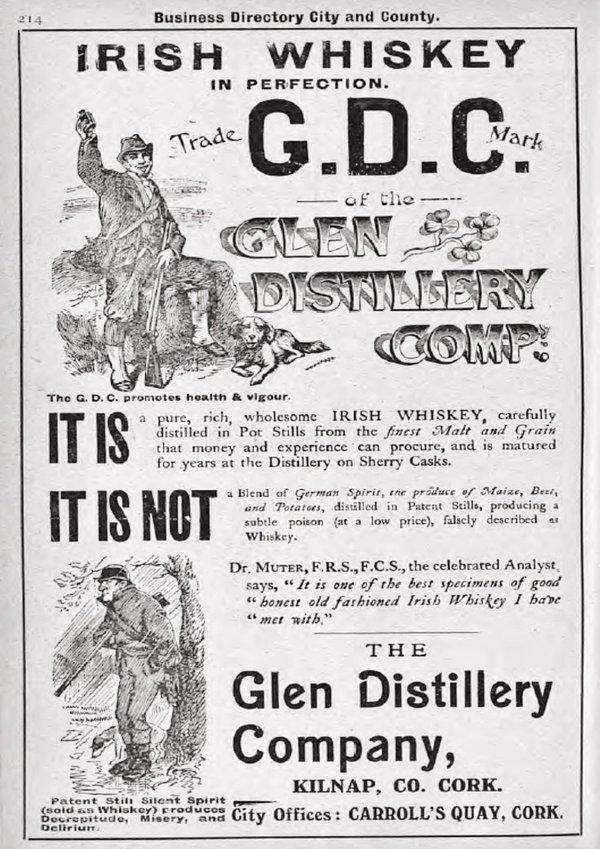 214
Business Directory City and County.
IRISH WHISKEY
IN PERFECTION.
Trade G.D.C. Mark
of the
GLEN
DISTILLERY
COMPY.
The G. D. C. promotes health & vigour.
IT IS
a pure, rich, wholesome IRISH WHISKEY, carefully
distilled in Pot Stills from the finest Malt and Grain
that money and experience can procure, and is matured
for years at the Distillery on Sherry Casks.
IT IS NOT
a Blend of German Spirit, the produce of Maize, Beet,
and Potatoes, distilled in Patent Stills, producing a
subtle poison (at a low price), falsely described as
Whiskey.
Dr. MUTER, F.R.S., F.C.S., the celebrated Analyst,
says, "It is one of the best specimens of good
"honest old fashioned Irish Whiskey I have
"met with."
THE
Glen Distillery
Company,
KILNAP, CO. CORK.
City Offices: CARROLL'S QUAY, CORK.
Patent Still Silent Spirit
(sold as Whiskey) produces
Decrepitude, Misery, and
Delirium.